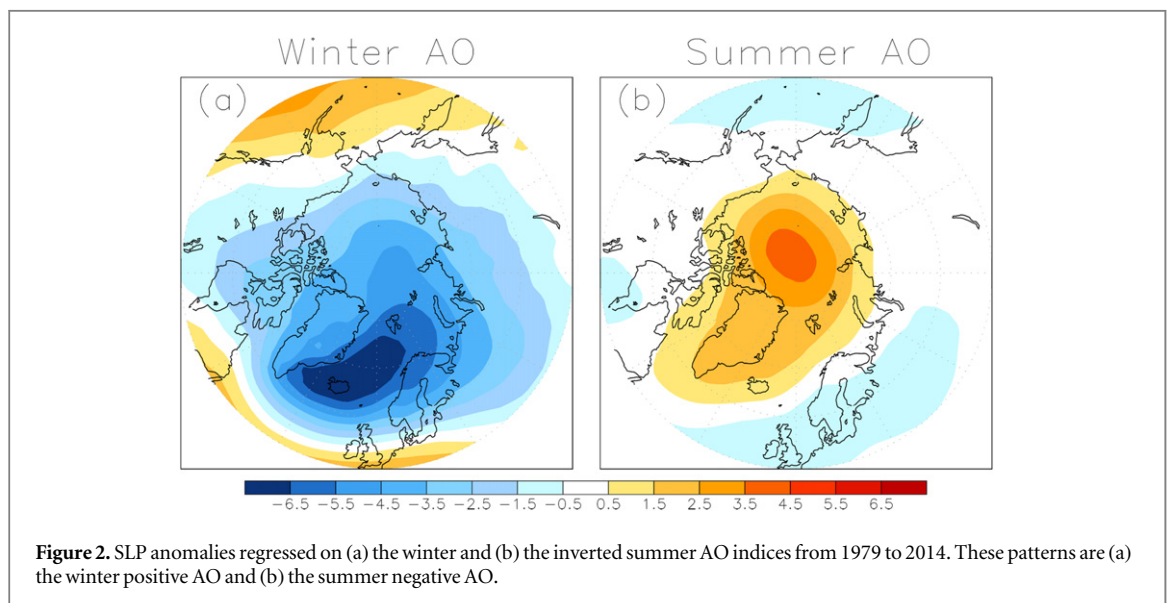 Winter AO
Summer AO
(a)
(b)
−6.5 −5.5 −4.5 −3.5 −2.5 −1.5 −0.5 0.5 1.5 2.5 3.5 4.5 5.5 6.5
Figure 2. SLP anomalies regressed on (a) the winter and (b) the inverted summer AO indices from 1979 to 2014. These patterns are (a)
the winter positive AO and (b) the summer negative AO.